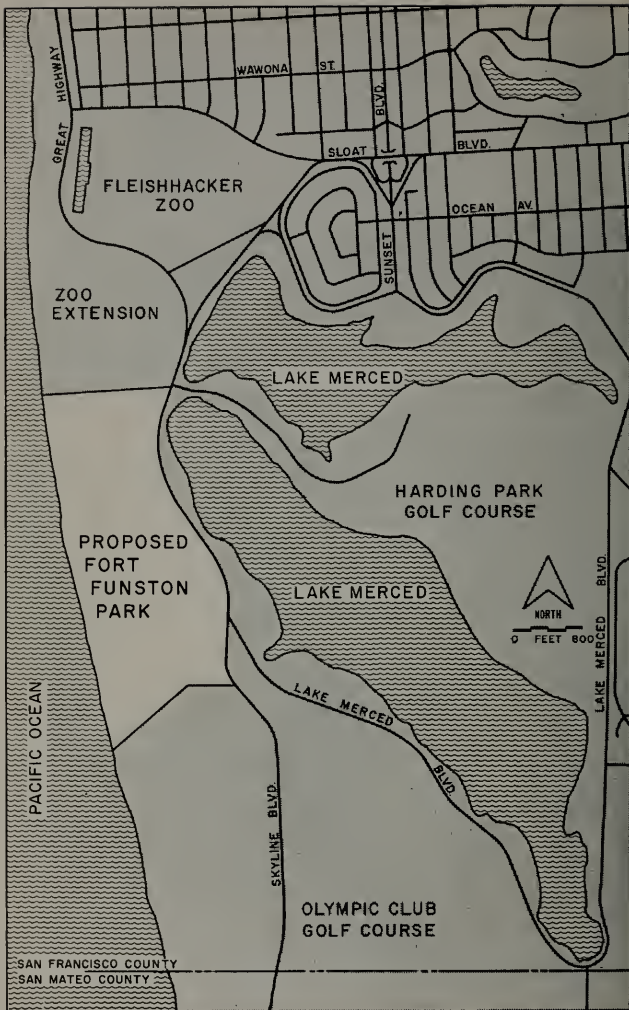 WAWONA ST.
BLVD.
GREAT HIGHWAY
SLOAT BLVD.
FLEISHHACKER
ZOO
OCEAN AV.
SUNSET
ZOO
EXTENSION
LAKE MERCED
HARDING PARK
GOLF COURSE
PROPOSED
FORT
FUNSTON
PARK
LAKE MERCED
NORTH
0 FEET 800
LAKE MERCED BLVD.
LAKE MERCED BLVD.
PACIFIC OCEAN
SKYLINE BLVD.
OLYMPIC CLUB
GOLF COURSE
SAN FRANCISCO COUNTY
SAN MATEO COUNTY